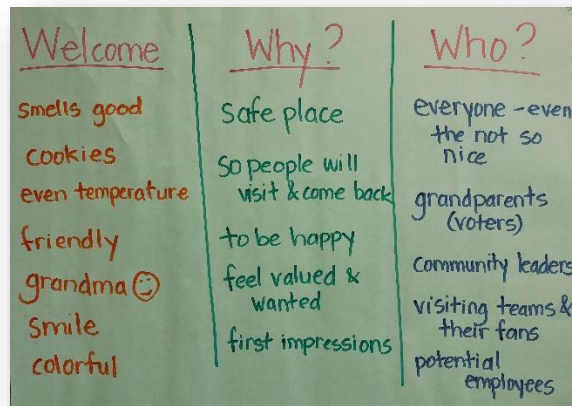 Welcome
smells good
cookies
even temperature
friendly
grandma
smile
colorful
Why?
safe place
so people will
visit & come back
to be happy
feel valued &
wanted
first impressions
Who?
everyone - even
the not so
nice
grandparents
(voters)
community leaders
visiting teams &
their fans
potential
employees